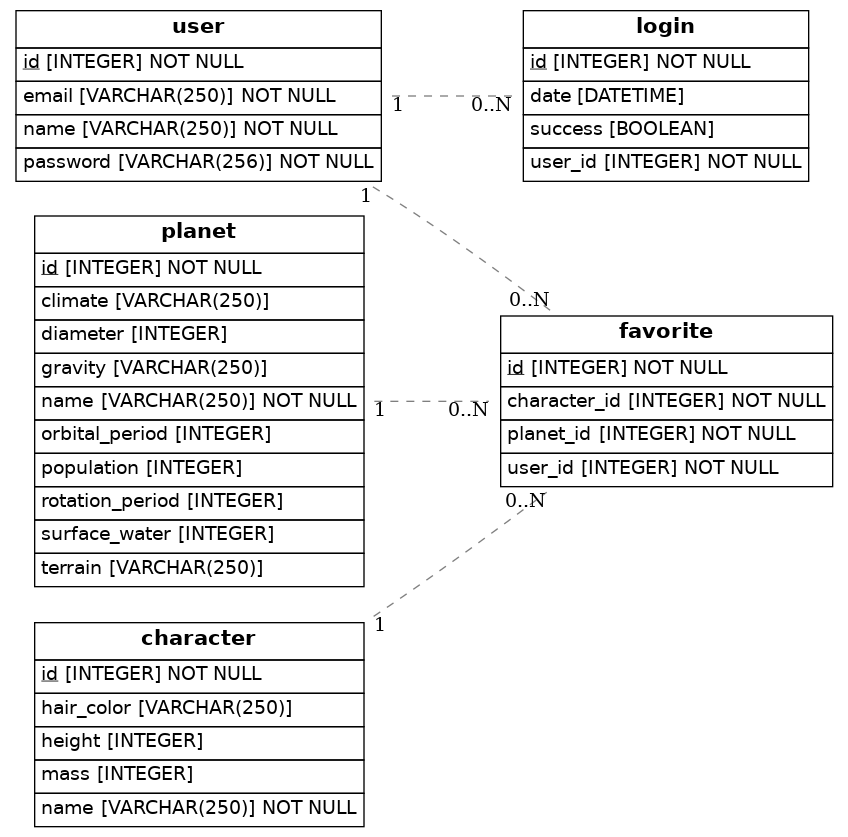 user
id [INTEGER] NOT NULL
email [VARCHAR(250)] NOT NULL
name [VARCHAR(250)] NOT NULL
password [VARCHAR(256)] NOT NULL
login
id [INTEGER] NOT NULL
date [DATETIME]
success [BOOLEAN]
user_id [INTEGER] NOT NULL
1
0..N
1
0..N
planet
id [INTEGER] NOT NULL
climate [VARCHAR(250)]
diameter [INTEGER]
gravity [VARCHAR(250)]
name [VARCHAR(250)] NOT NULL
orbital_period [INTEGER]
population [INTEGER]
rotation_period [INTEGER]
surface_water [INTEGER]
terrain [VARCHAR(250)]
1
0..N
favorite
id [INTEGER] NOT NULL
character_id [INTEGER] NOT NULL
planet_id [INTEGER] NOT NULL
user_id [INTEGER] NOT NULL
0..N
1
character
id [INTEGER] NOT NULL
hair_color [VARCHAR(250)]
height [INTEGER]
mass [INTEGER]
name [VARCHAR(250)] NOT NULL